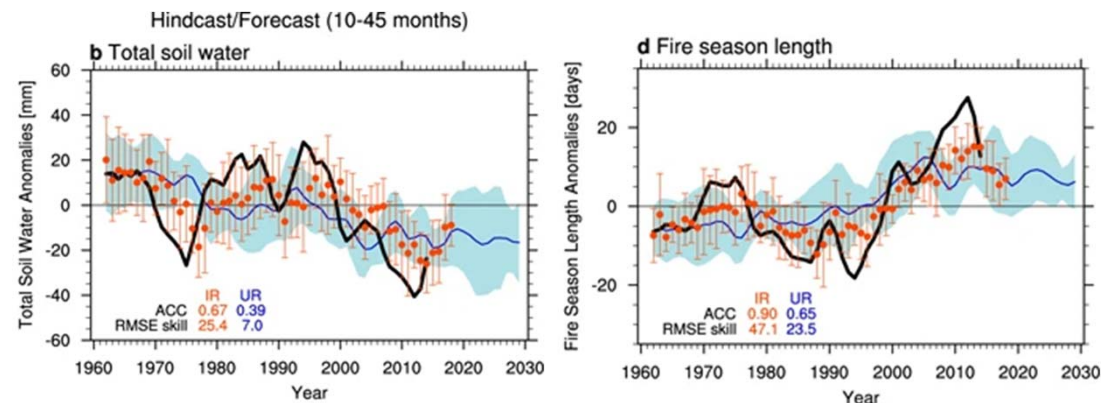 Hindcast/Forecast (10-45 months)
b Total soil water
Total Soil Water Anomalies [mm]
60
40
20
0
-20
-40
-60
IR UR
ACC 0.67 0.39
RMSE skill 25.4 7.0
1960 1970 1980 1990 2000 2010 2020 2030
Year
d Fire season length
Fire Season Length Anomalies [days]
20
0
-20
IR UR
ACC 0.90 0.65
RMSE skill 47.1 23.5
1960 1970 1980 1990 2000 2010 2020 2030
Year